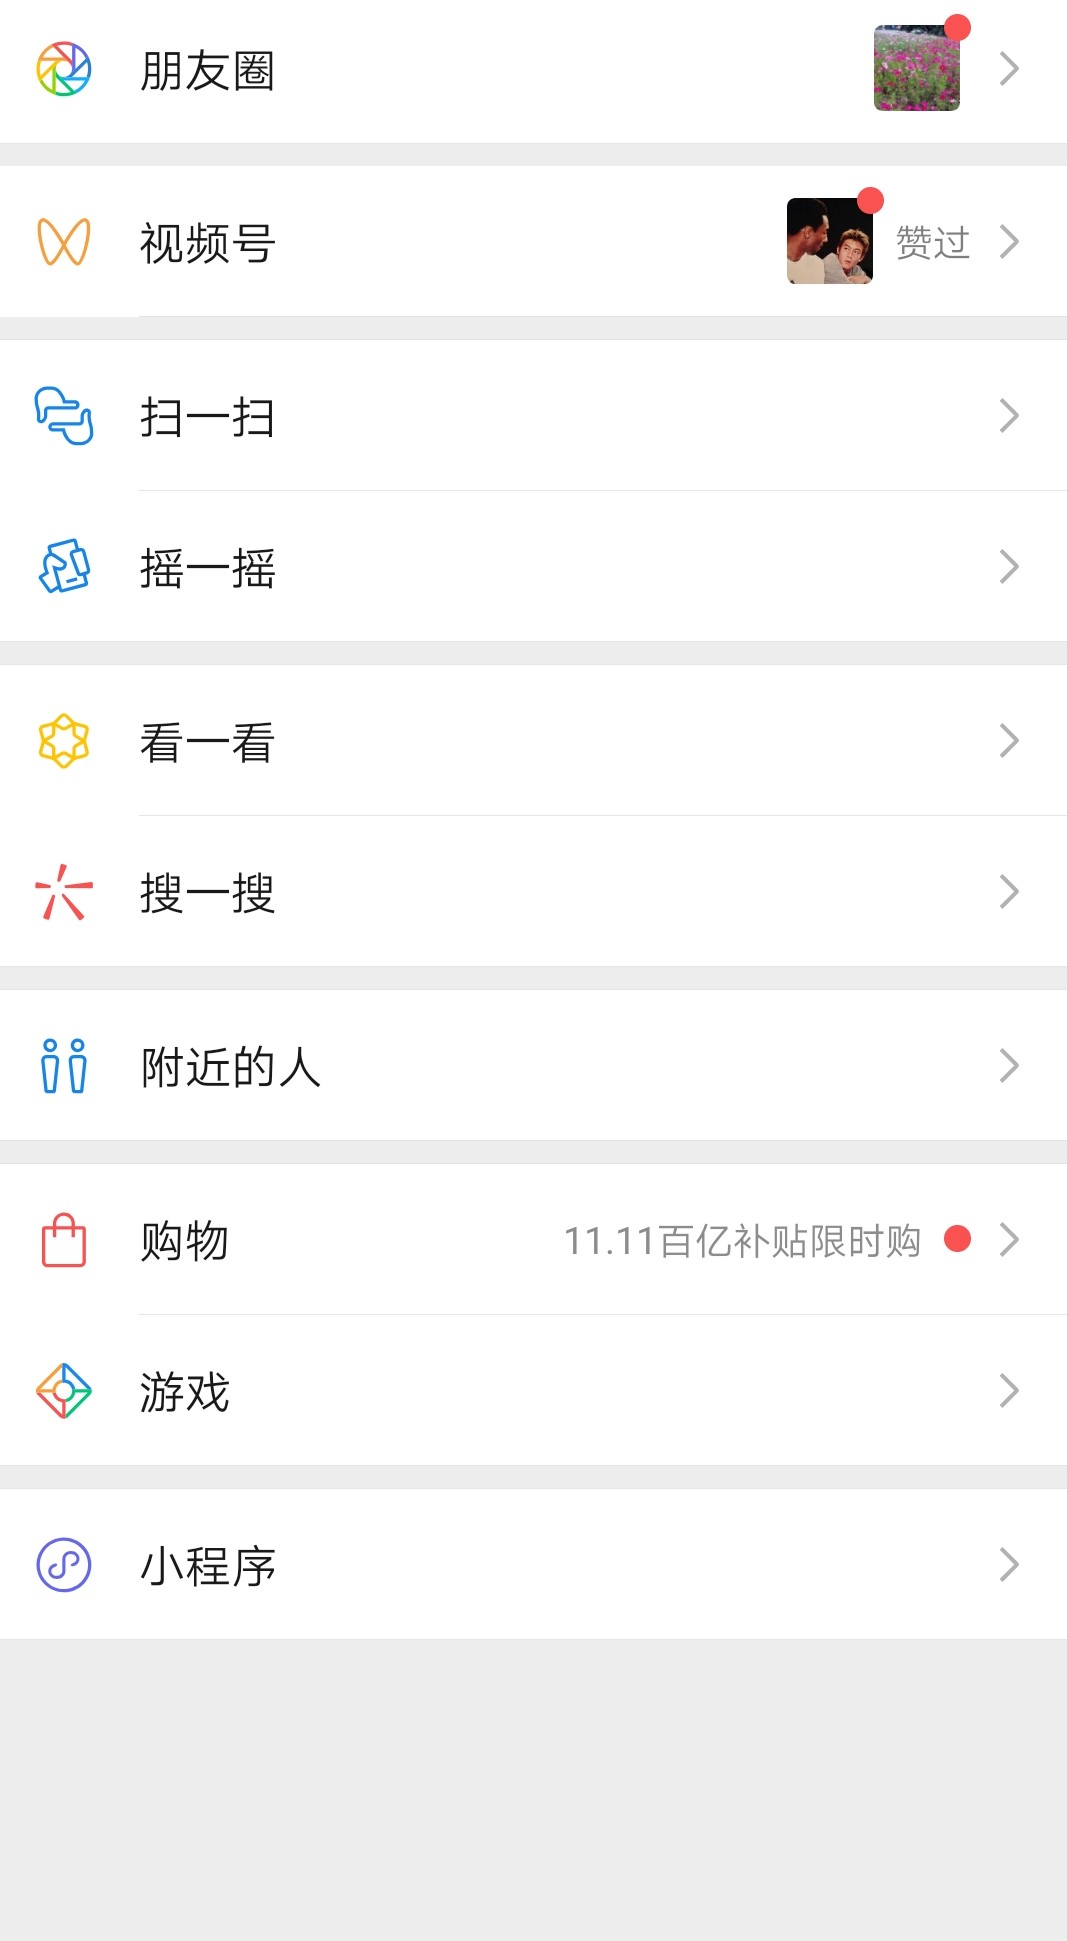 朋友圈
视频号 赞过
扫一扫
摇一摇
看一看
搜一搜
附近的人
购物 11.11百亿补贴限时购
游戏
小程序